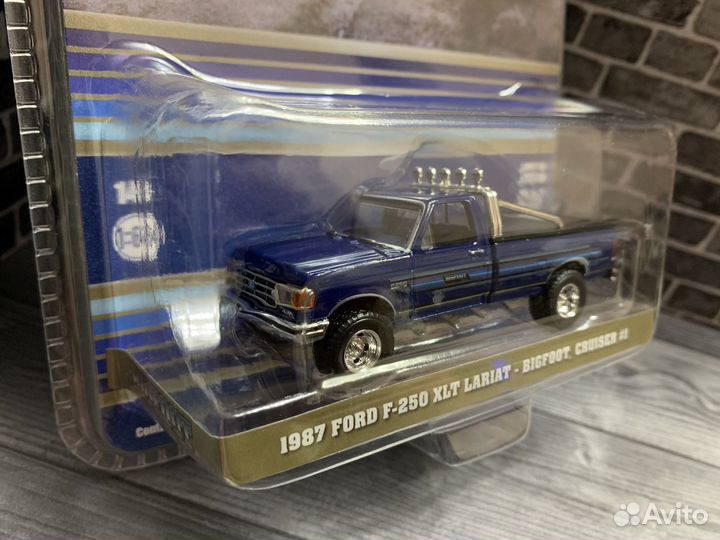 1987 FORD F-250 XLT LARIAT - BIGFOOT, CRUISER #1
Avito